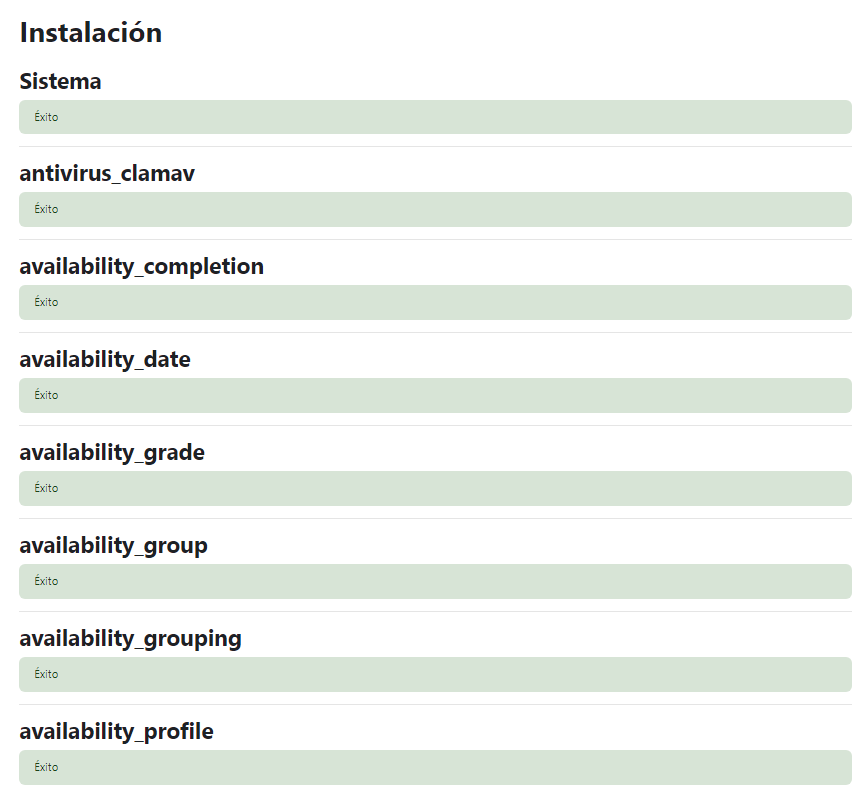 Instalación
Sistema
Éxito
antivirus_clamav
Éxito
availability_completion
Éxito
availability_date
Éxito
availability_grade
Éxito
availability_group
Éxito
availability_grouping
Éxito
availability_profile
Éxito